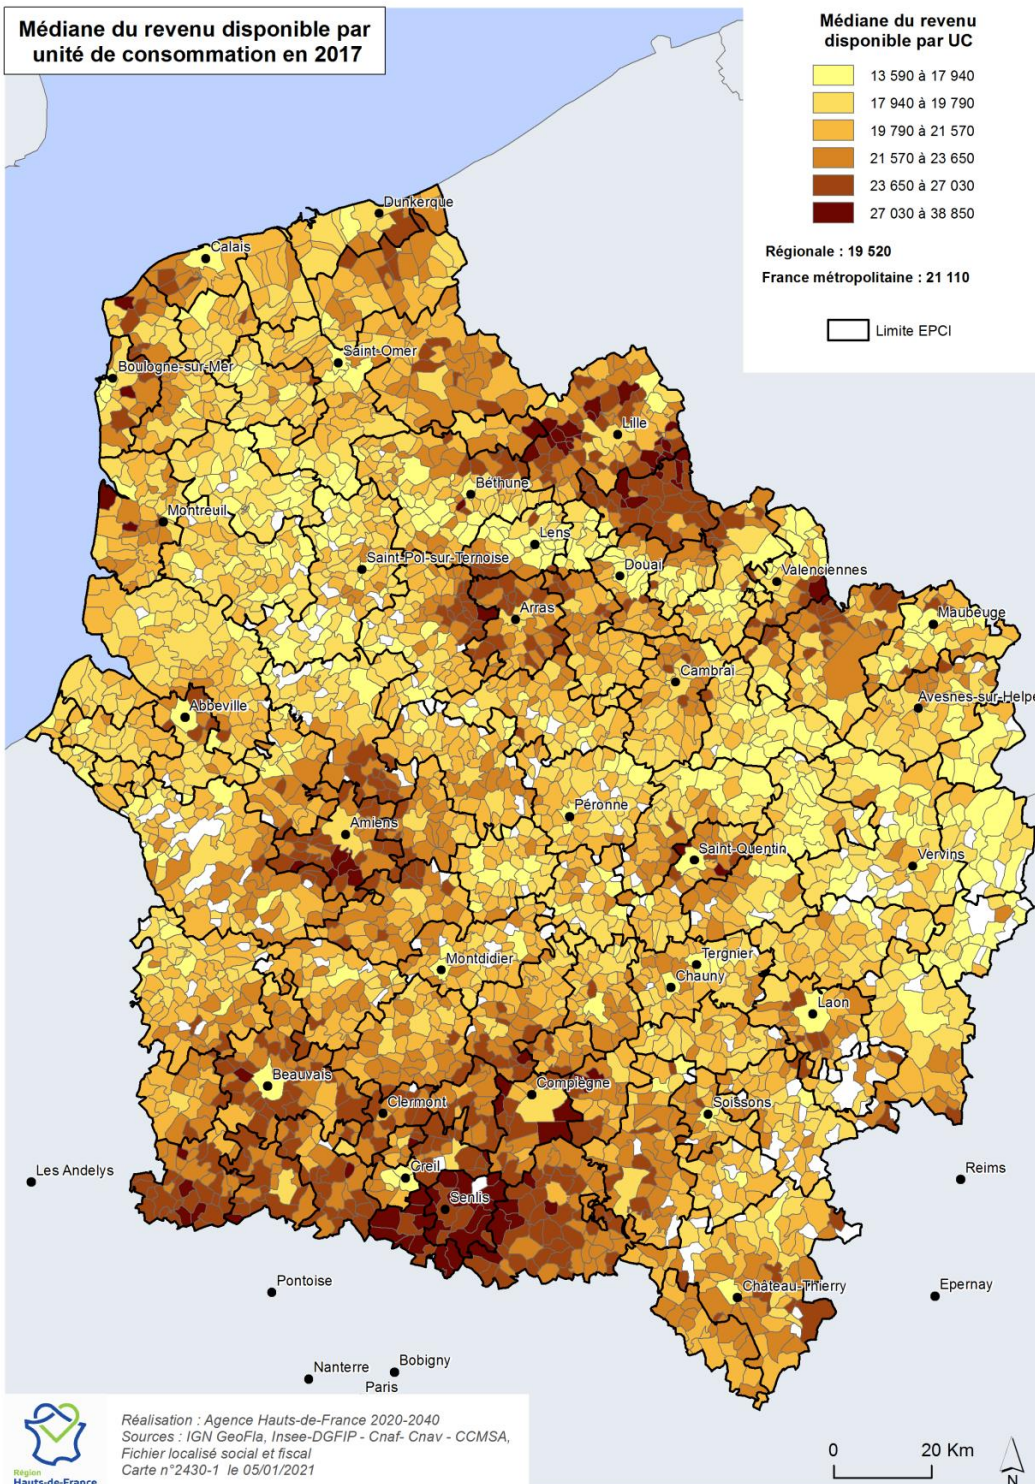 Médiane du revenu disponible par
unité de consommation en 2017
Médiane du revenu
disponible par UC
13 590 à 17 940
17 940 à 19 790
19 790 à 21 570
21 570 à 23 650
23 650 à 27 030
27 030 à 38 850
Régionale : 19 520
France métropolitaine : 21 110
Limite EPCI
Dunkerque
Calais
Saint-Omer
Boulogne-sur-Mer
Lille
Béthune
Montreuil
Lens
Saint-Pol-sur-Ternoise
Douai
Valenciennes
Arras
Maubeuge
Cambrai
Abbeville
Avesnes-sur-Helpe
Péronne
Amiens
Saint-Quentin
Vervins
Montdidier
Tergnier
Chauny
Laon
Beauvais
Compiègne
Clermont
Soissons
Les Andelys
Creil
Reims
Senlis
Pontoise
Château-Thierry
Epernay
Nanterre
Bobigny
Paris
Région
Hauts-de-France
Réalisation : Agence Hauts-de-France 2020-2040
Sources : IGN GeoFla, Insee-DGFIP - Cnaf- Cnav - CCMSA,
Fichier localisé social et fiscal
Carte n°2430-1 le 05/01/2021
0 20 Km
N